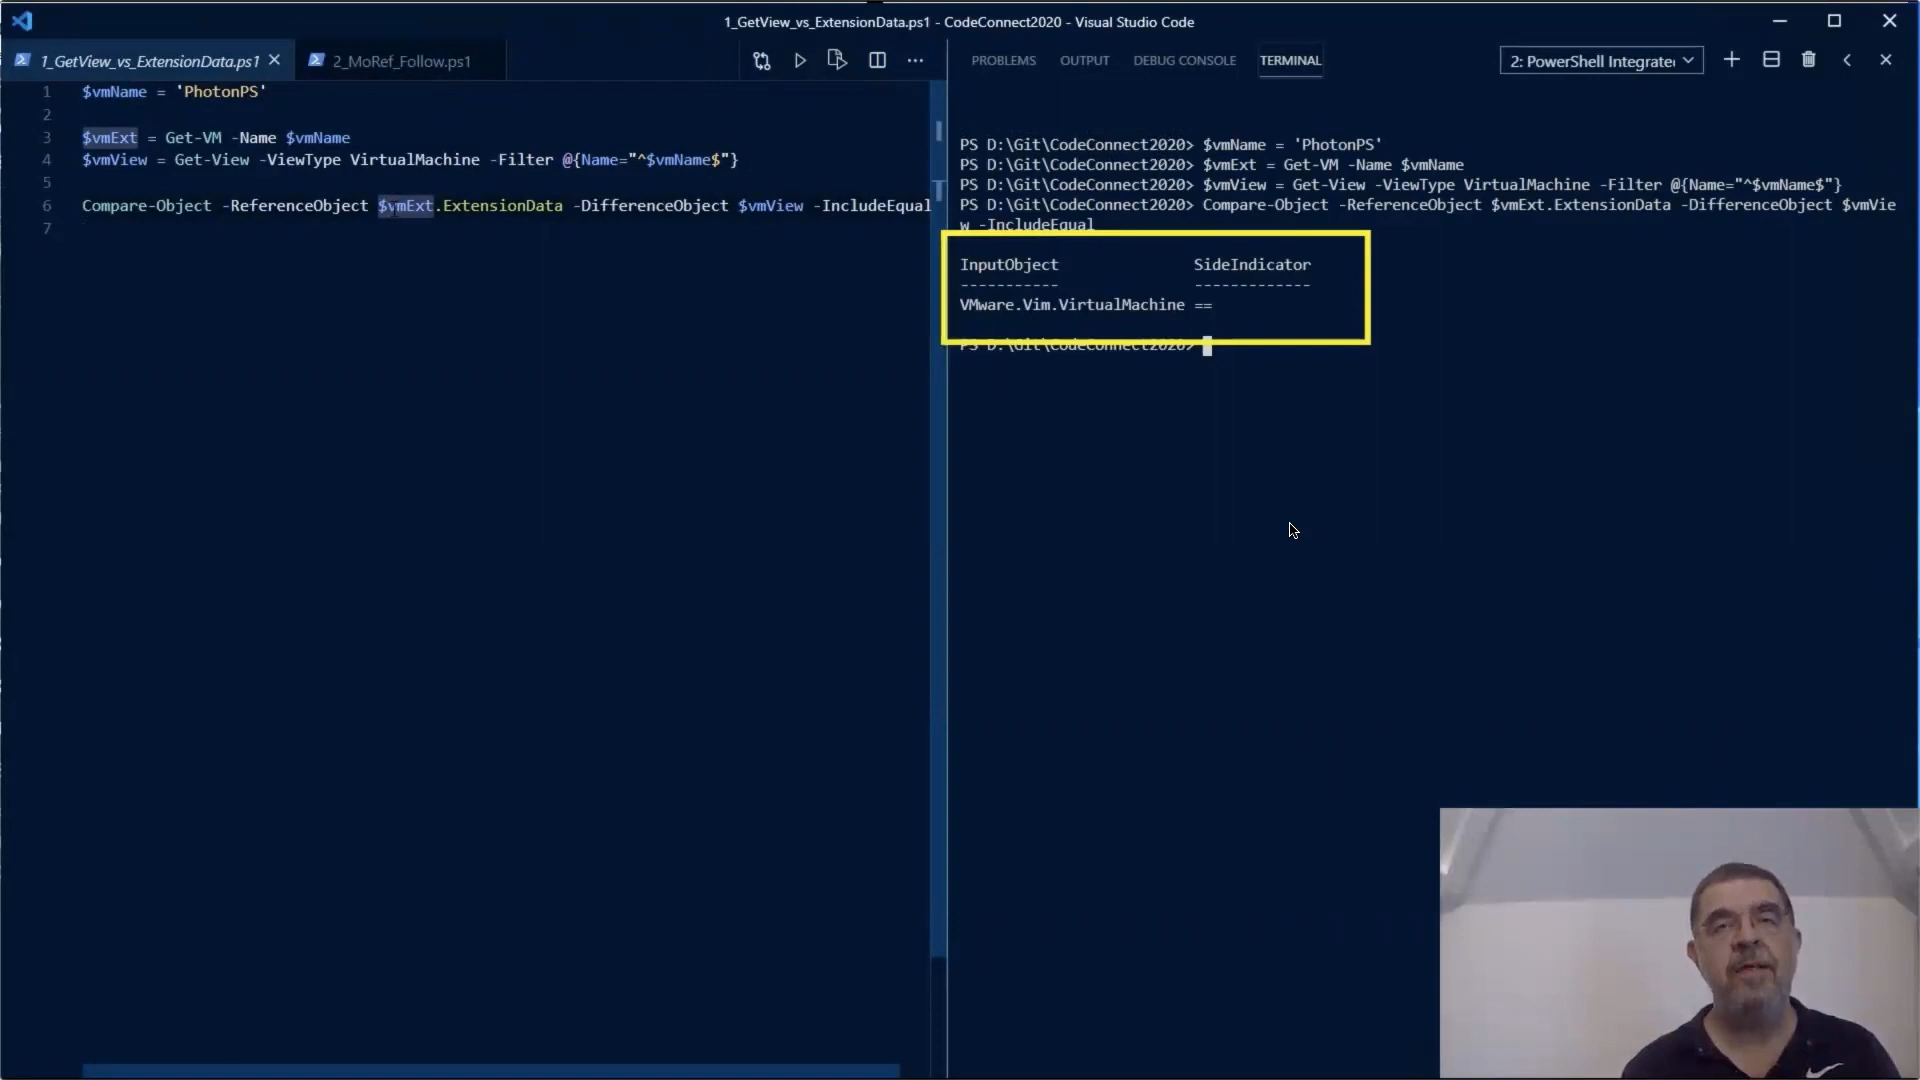 1_GetView_vs_ExtensionData.ps1 - CodeConnect2020 - Visual Studio Code
1_GetView_vs_ExtensionData.ps1
2_MoRef_Follow.ps1
1 $vmName = 'PhotonPS'
2
3 $vmExt = Get-VM -Name $vmName
4 $vmView = Get-View -ViewType VirtualMachine -Filter @{Name="^$vmName$"}
5
6 Compare-Object -ReferenceObject $vmExt.ExtensionData -DifferenceObject $vmView -IncludeEqual
7
PROBLEMS OUTPUT DEBUG CONSOLE TERMINAL
2: PowerShell Integrate
PS D:\Git\CodeConnect2020> $vmName = 'PhotonPS'
PS D:\Git\CodeConnect2020> $vmExt = Get-VM -Name $vmName
PS D:\Git\CodeConnect2020> $vmView = Get-View -ViewType VirtualMachine -Filter @{Name="^$vmName$"}
PS D:\Git\CodeConnect2020> Compare-Object -ReferenceObject $vmExt.ExtensionData -DifferenceObject $vmVie
w -IncludeEqual
InputObject SideIndicator
----------- -------------
VMware.Vim.VirtualMachine ==
PS D:\Git\CodeConnect2020>